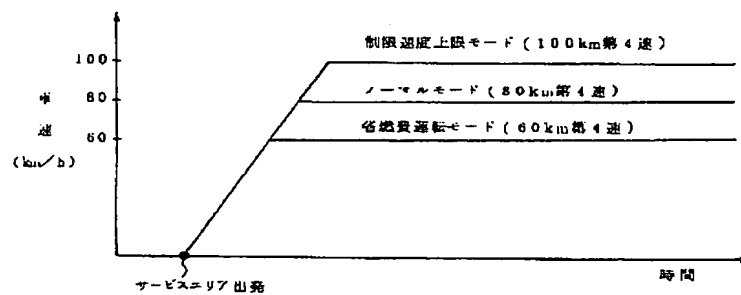 制限速度上限モード(100km第4速)
100
ノーマルモード(80km第4速)
80
車
速
(km/h)
省燃費運転モード(60km第4速)
60
サービスエリア出発
時間